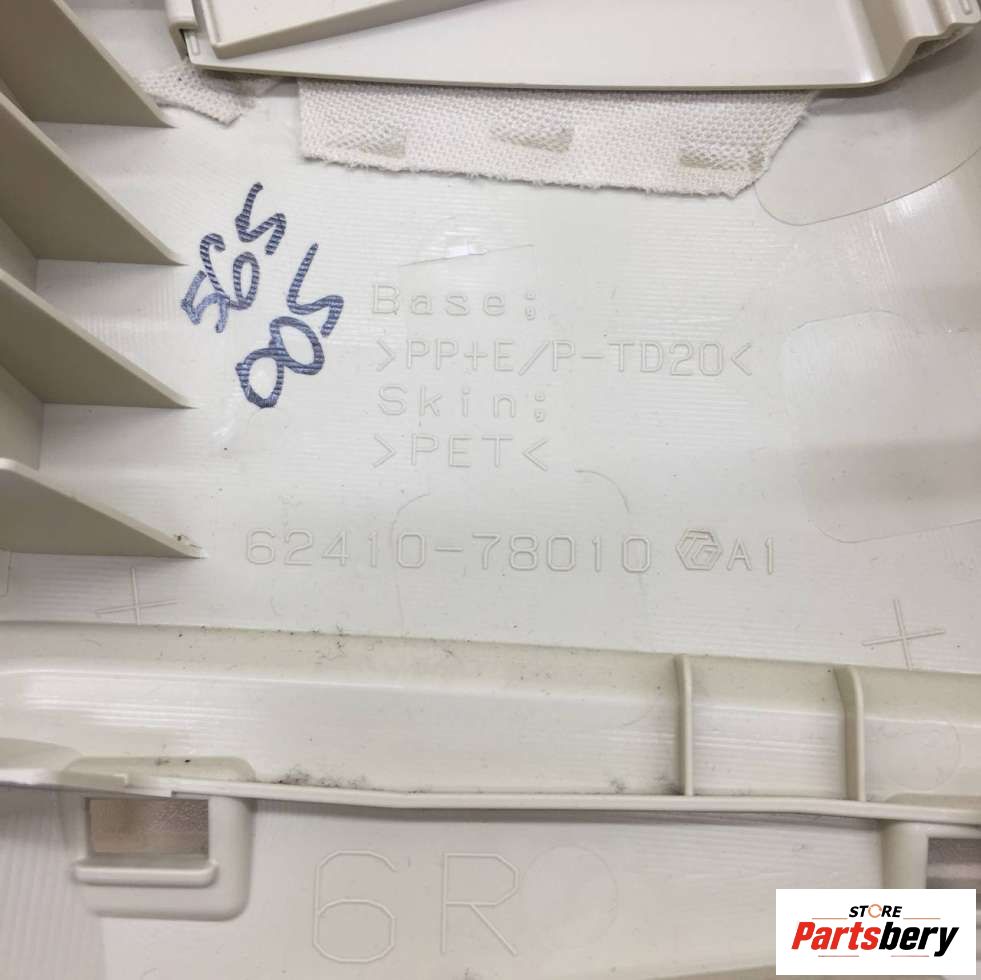 Base;
>PP+E/P-TD20<
Skin;
>PET<
62410-78010 A1
6R
STORE
Partsbery